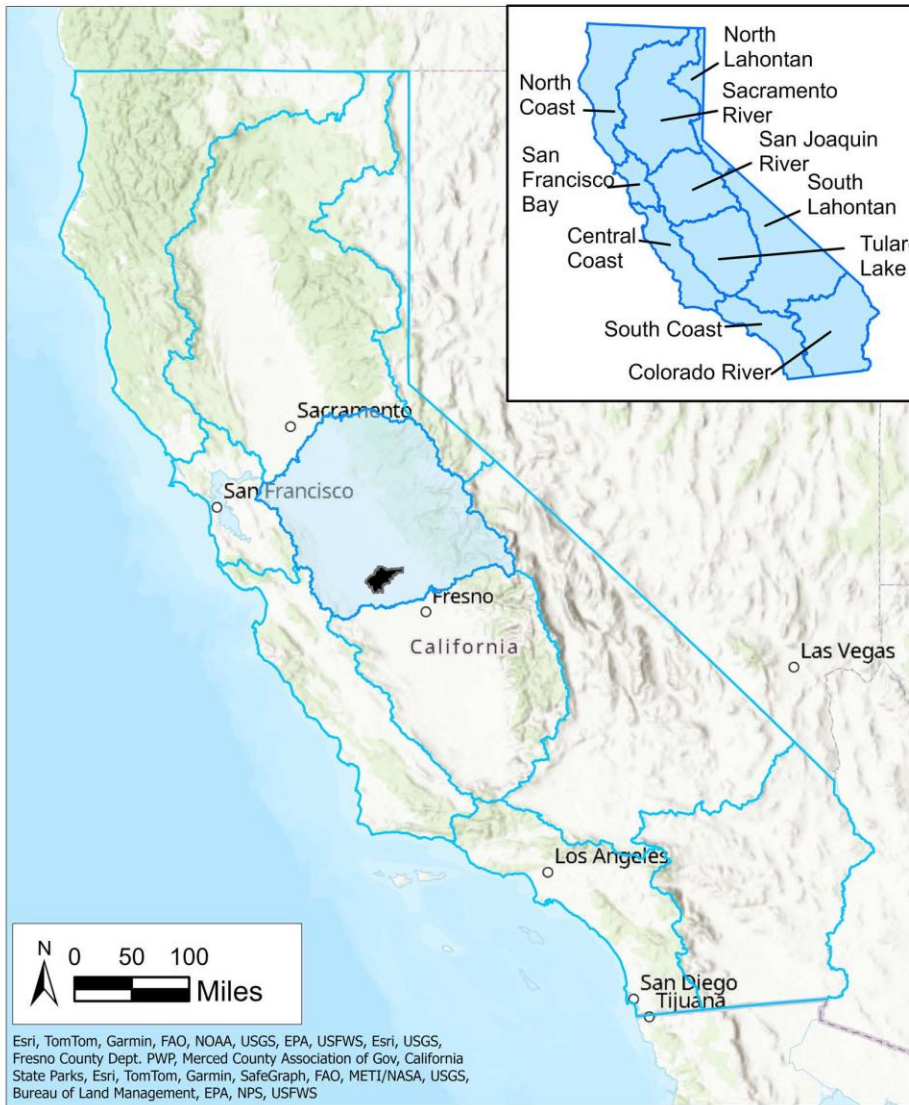 North
Lahontan
North
Coast
Sacramento
River
San Joaquin
River
San
Francisco
Bay
South
Lahontan
Central
Coast
Tular
Lake
South Coast
Colorado River
Sacramento
San Francisco
Fresno
California
Las Vegas
Los Angeles
San Diego
Tijuana
N
0 50 100
Miles
Esri, TomTom, Garmin, FAO, NOAA, USGS, EPA, USFWS, Esri, USGS,
Fresno County Dept. PWP, Merced County Association of Gov, California
State Parks, Esri, TomTom, Garmin, SafeGraph, FAO, METI/NASA, USGS,
Bureau of Land Management, EPA, NPS, USFWS